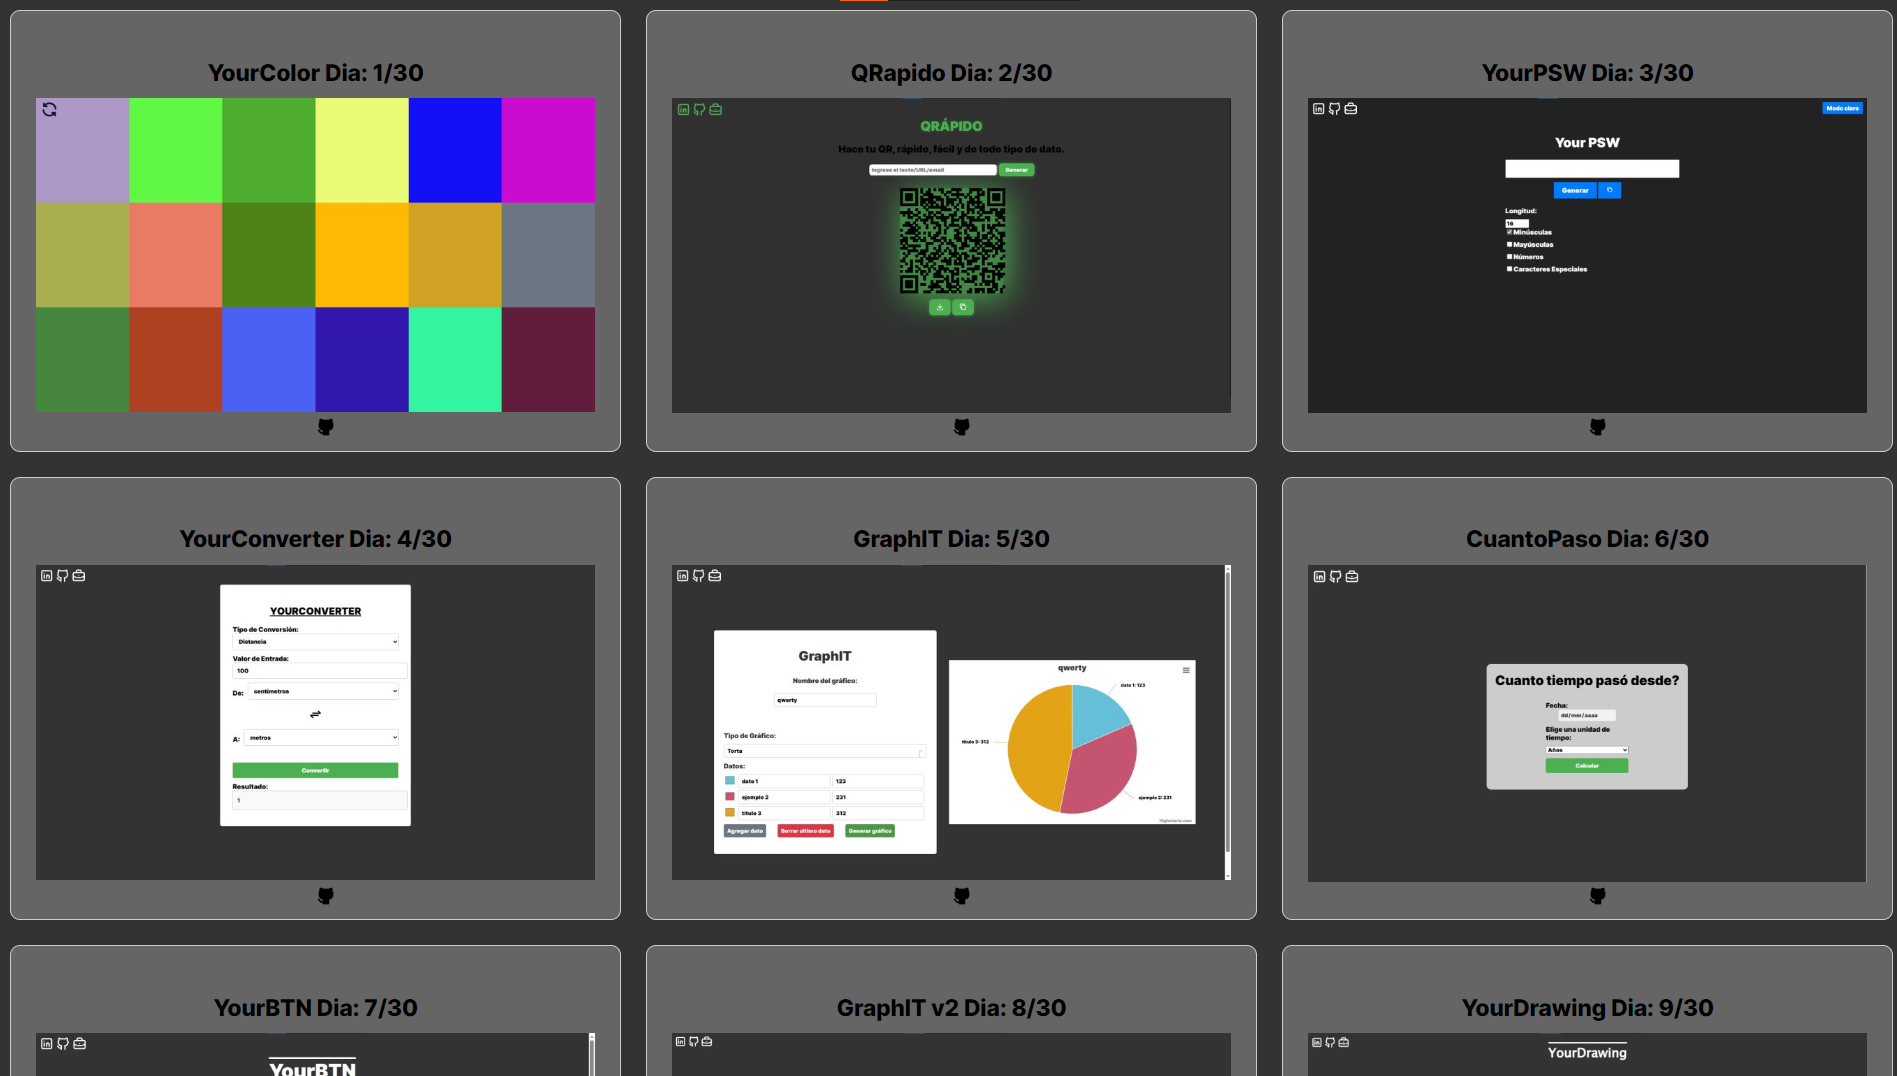 YourColor Dia: 1/30
QRapido Dia: 2/30
QRÁPIDO
Hace tu QR, rápido, fácil y de todo tipo de dato.
Ingrese el texto/URL/email
Generar
YourPSW Dia: 3/30
Modo claro
Your PSW
Generar
Longitud:
16
Minúsculas
Mayúsculas
Números
Caracteres Especiales
YourConverter Dia: 4/30
YOURCONVERTER
Tipo de Conversión:
Distancia
Valor de Entrada:
100
De: centímetros
A: metros
Convertir
Resultado:
1
GraphIT Dia: 5/30
GraphIT
Nombre del gráfico:
qwerty
Tipo de Gráfico:
Torta
Datos:
dato 1 123
ejemplo 2 231
titulo 3 312
Agregar dato Borrar ultimo dato Generar gráfico
qwerty
dato 1: 123
titulo 3: 312
ejemplo 2: 231
Highcharts.com
CuantoPaso Dia: 6/30
Cuanto tiempo pasó desde?
Fecha:
dd/mm/aaaa
Elige una unidad de
tiempo:
Años
Calcular
YourBTN Dia: 7/30
YourBTN
GraphIT v2 Dia: 8/30
YourDrawing Dia: 9/30
YourDrawing